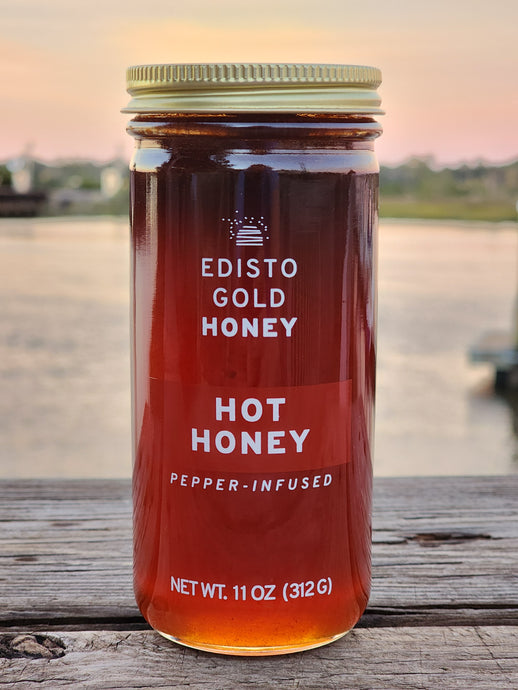 EDISTO
GOLD
HONEY
HOT
HONEY
PEPPER-INFUSED
NET WT. 11 OZ (312 G)